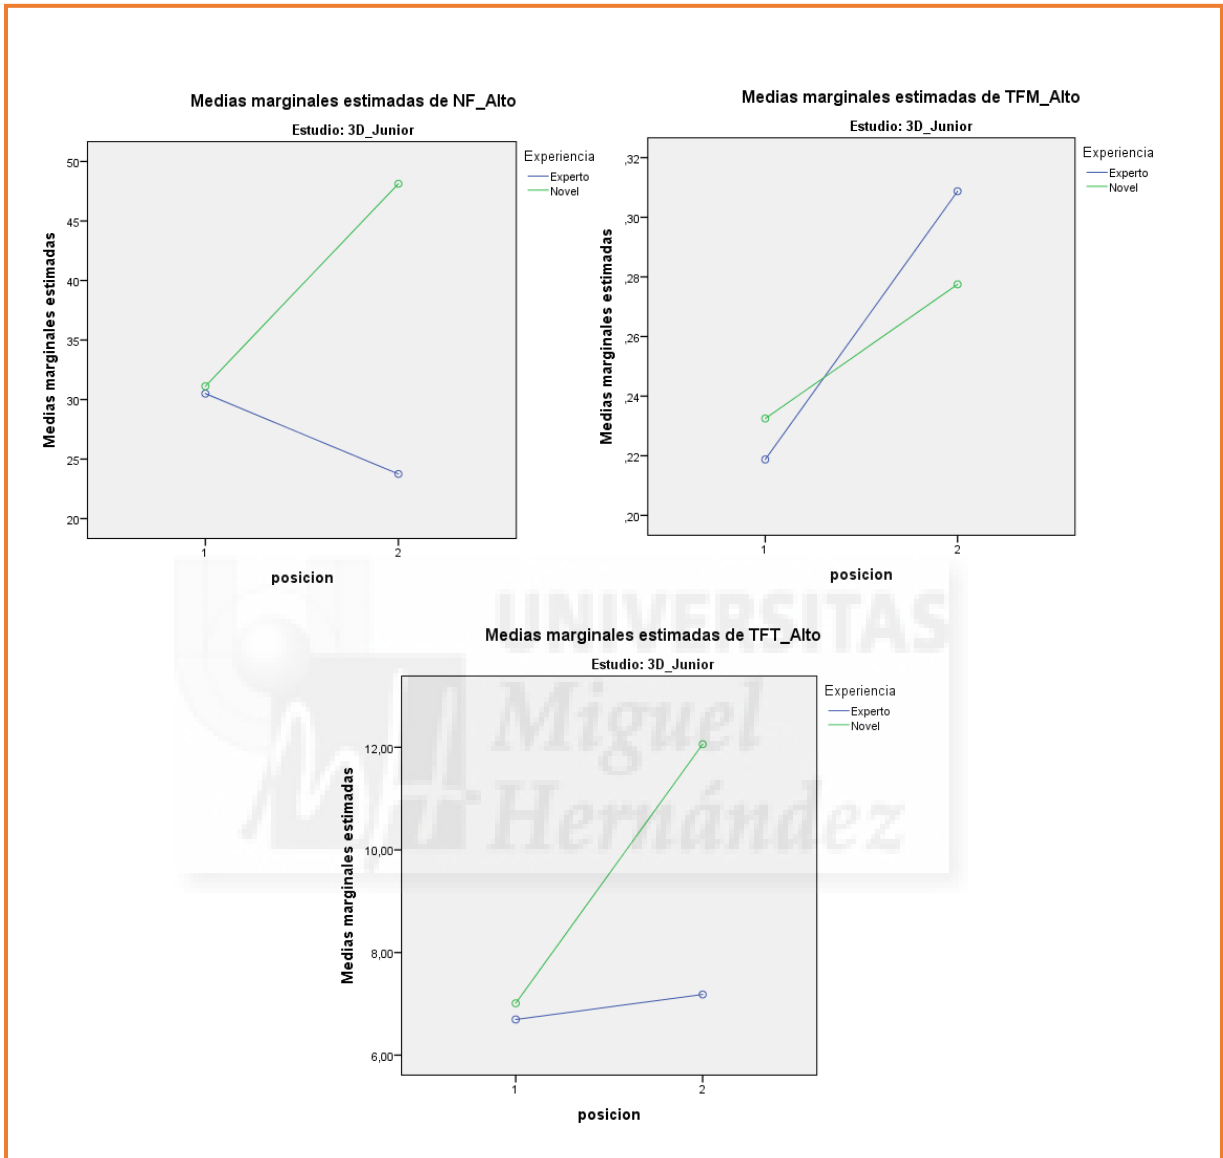 Medias marginales estimadas de NF_Alto
Estudio: 3D_Junior
Experiencia
Experto
Novel
Medias marginales estimadas
50
45
40
35
30
25
20
1
2
posicion
Medias marginales estimadas de TFM_Alto
Estudio: 3D_Junior
Experiencia
Experto
Novel
Medias marginales estimadas
,32
,30
,28
,26
,24
,22
,20
1
2
posicion
UNIVERSITAS
Miguel
Hernández
Medias marginales estimadas de TFT_Alto
Estudio: 3D_Junior
Experiencia
Experto
Novel
Medias marginales estimadas
12,00
10,00
8,00
6,00
1
2
posicion